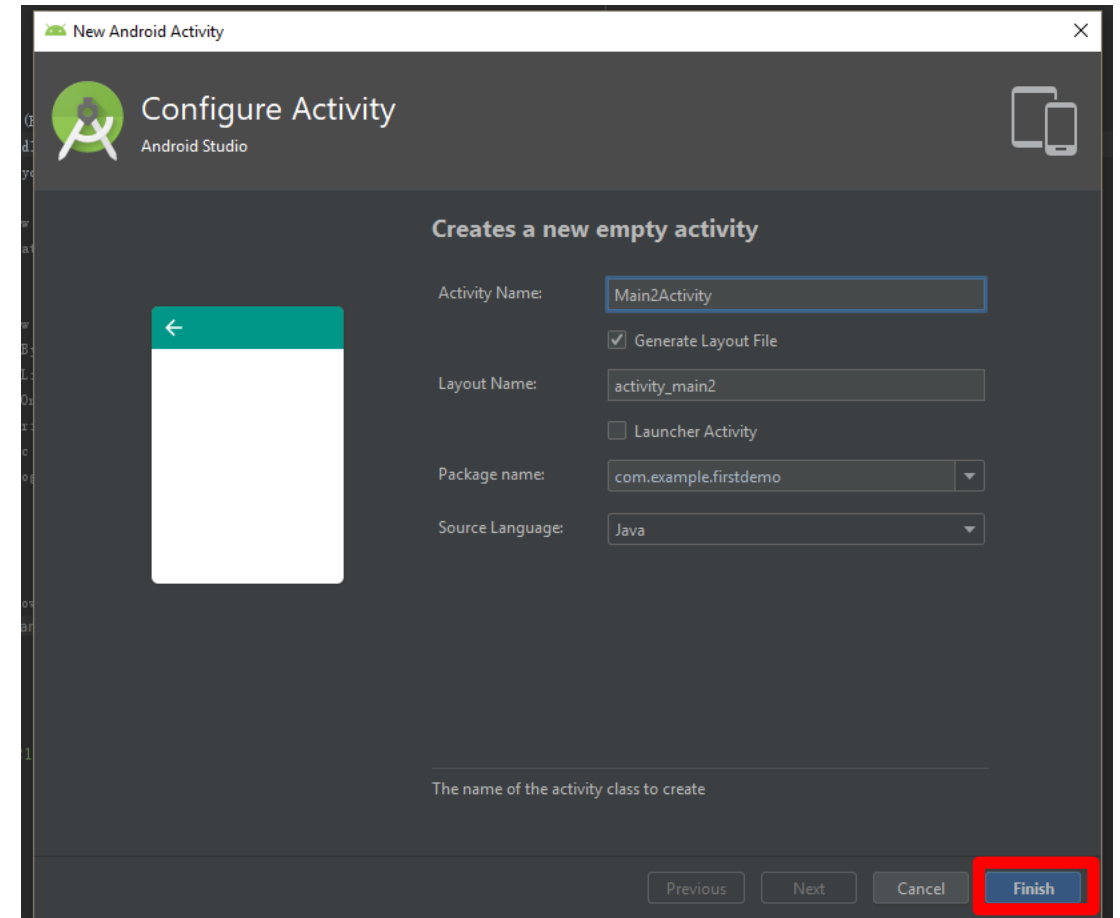 New Android Activity
Configure Activity
Android Studio
Creates a new empty activity
Activity Name:
Main2Activity
Generate Layout File
Layout Name:
activity_main2
Launcher Activity
Package name:
com.example.firstdemo
Source Language:
Java
The name of the activity class to create
Previous
Next
Cancel
Finish